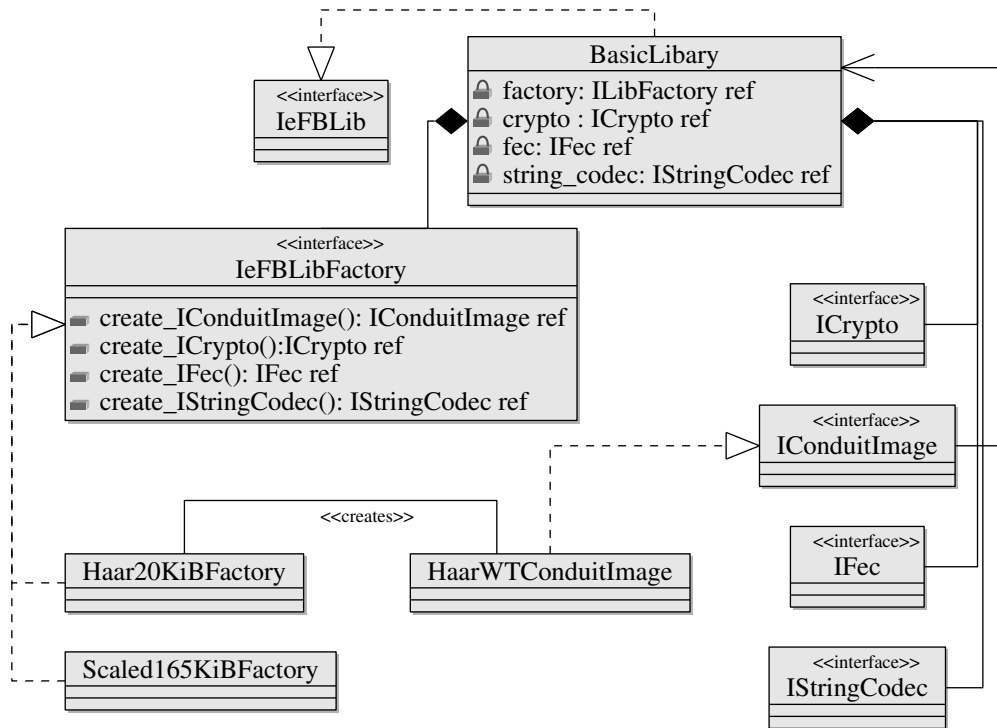 BasicLibary
factory: ILibFactory ref
crypto : ICrypto ref
fec: IFec ref
string_codec: IStringCodec ref
<<interface>>
IeFBLib
<<interface>>
IeFBLibFactory
create_IConduitImage(): IConduitImage ref
create_ICrypto():ICrypto ref
create_IFec(): IFec ref
create_IStringCodec(): IStringCodec ref
<<interface>>
ICrypto
<<interface>>
IConduitImage
<<creates>>
Haar20KiBFactory
HaarWTConduitImage
<<interface>>
IFec
Scaled165KiBFactory
<<interface>>
IStringCodec